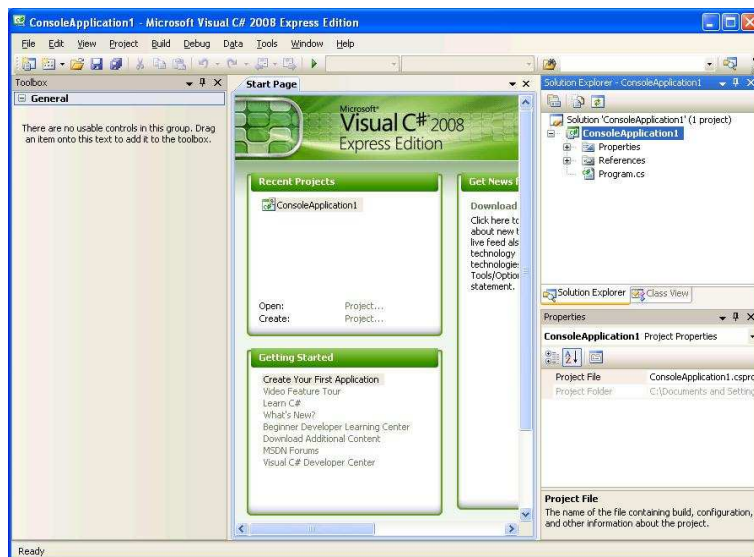 ConsoleApplication1 - Microsoft Visual C# 2008 Express Edition
File Edit View Project Build Debug Data Tools Window Help
Toolbox
General
There are no usable controls in this group. Drag
an item onto this text to add it to the toolbox.
Start Page
Microsoft®
Visual C# 2008
Express Edition
Recent Projects
ConsoleApplication1
Open: Project...
Create: Project...
Getting Started
Create Your First Application
Video Feature Tour
Learn C#
What's New?
Beginner Developer Learning Center
Download Additional Content
MSDN Forums
Visual C# Developer Center
Get News f
Download
Click here to
about new t
live feed als
technology
technologie
Tools/Option
statement.
Solution Explorer - ConsoleApplication1
Solution 'ConsoleApplication1' (1 project)
ConsoleApplication1
Properties
References
Program.cs
Solution Explorer Class View
Properties
ConsoleApplication1 Project Properties
Project File ConsoleApplication1.cspro
Project Folder C:\Documents and Setting
Project File
The name of the file containing build, configuration,
and other information about the project.
Ready